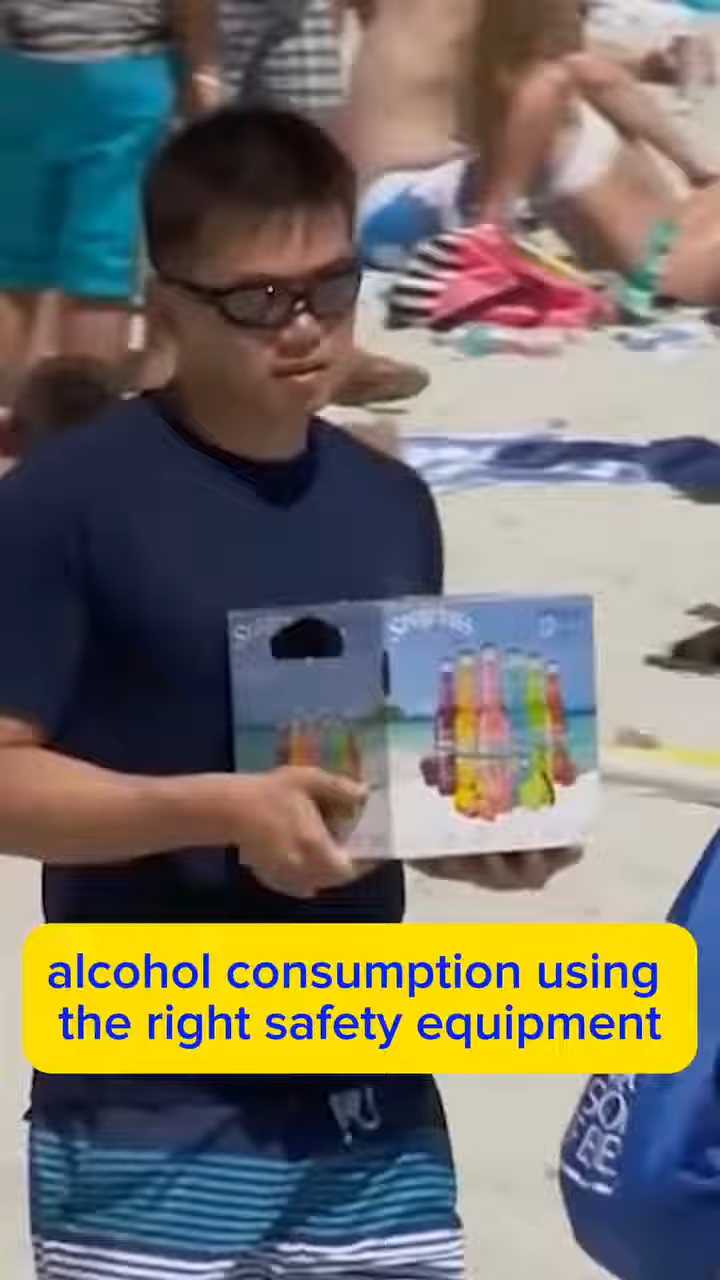 alcohol consumption using
the right safety equipment